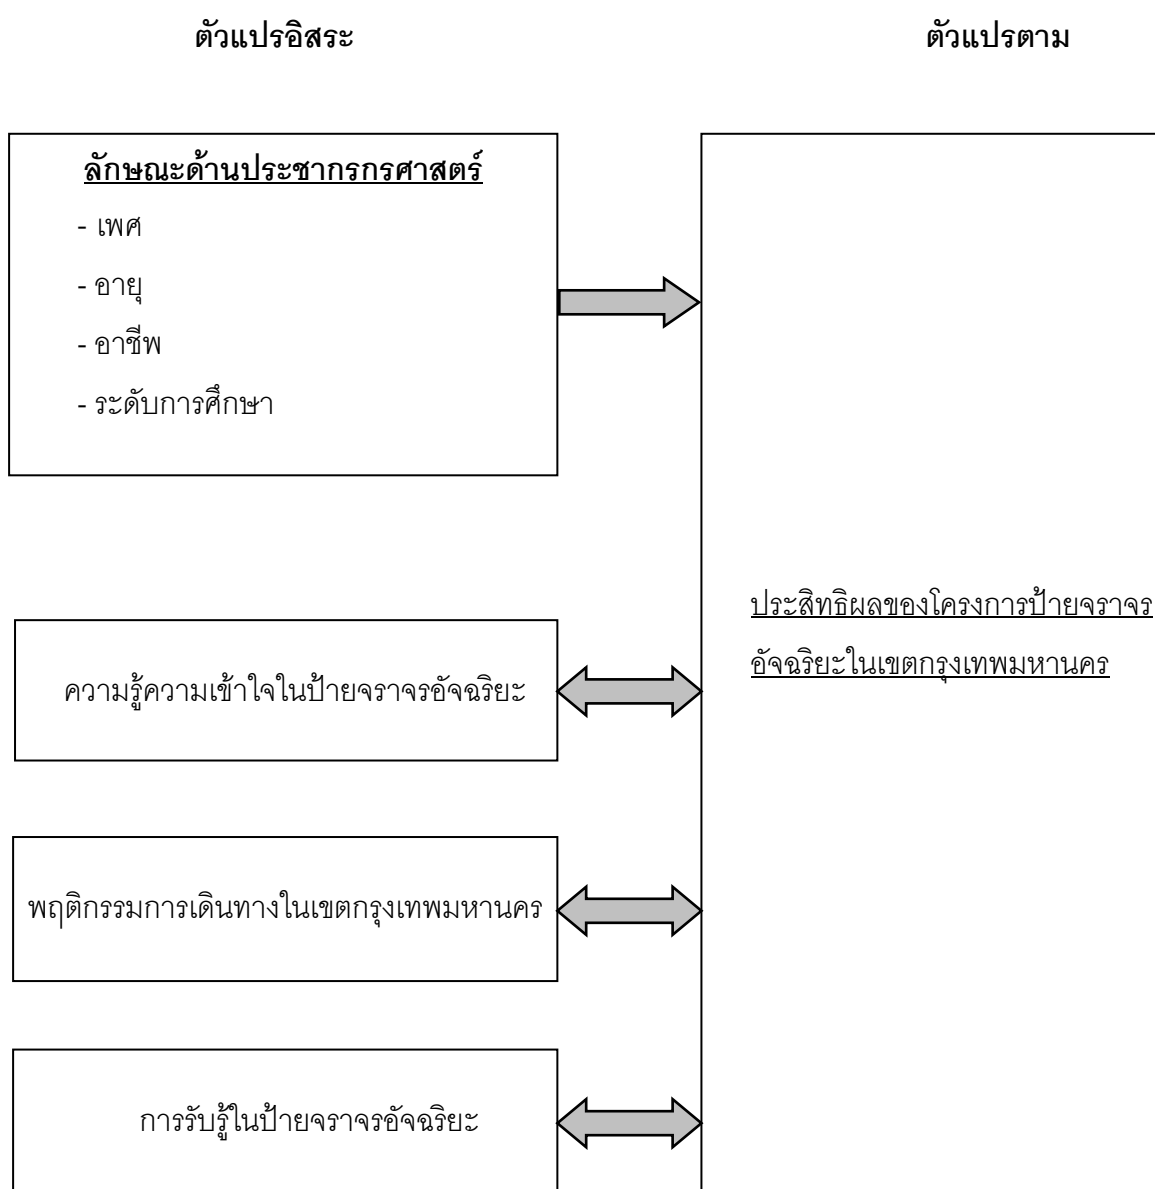 ตัวแปรอิสระ
ตัวแปรตาม
ลักษณะด้านประชากรกรศาสตร์
- เพศ
- อายุ
- อาชีพ
- ระดับการศึกษา
ประสิทธิผลของโครงการป้ายจราจร
อัจฉริยะในเขตกรุงเทพมหานคร
ความรู้ความเข้าใจในป้ายจราจรอัจฉริยะ
พฤติกรรมการเดินทางในเขตกรุงเทพมหานคร
การรับรู้ในป้ายจราจรอัจฉริยะ